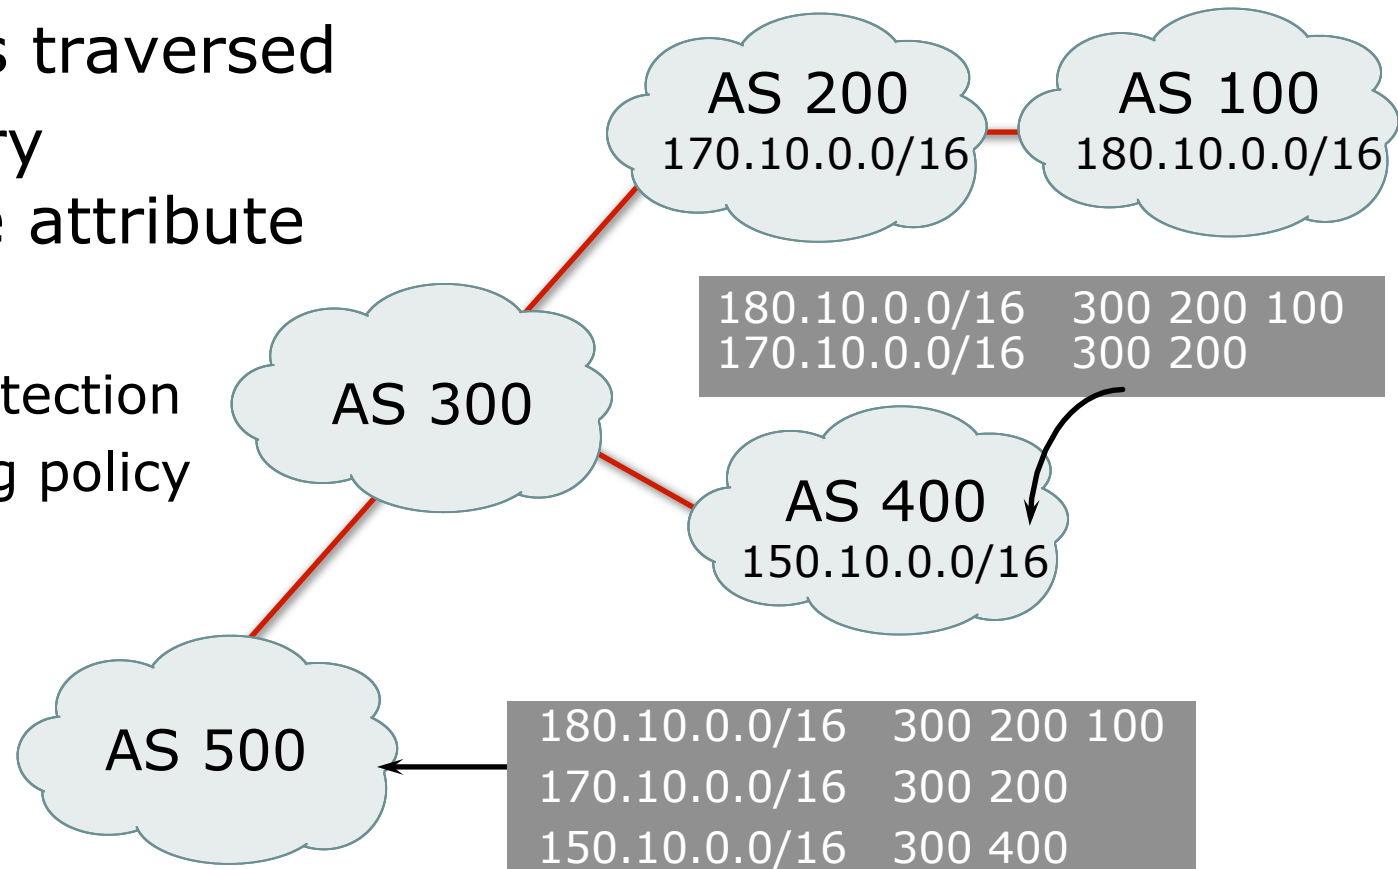 s traversed
ry
e attribute
tection
g policy
AS 200
170.10.0.0/16
AS 100
180.10.0.0/16
180.10.0.0/16 300 200 100
170.10.0.0/16 300 200
AS 300
AS 400
150.10.0.0/16
AS 500
180.10.0.0/16 300 200 100
170.10.0.0/16 300 200
150.10.0.0/16 300 400